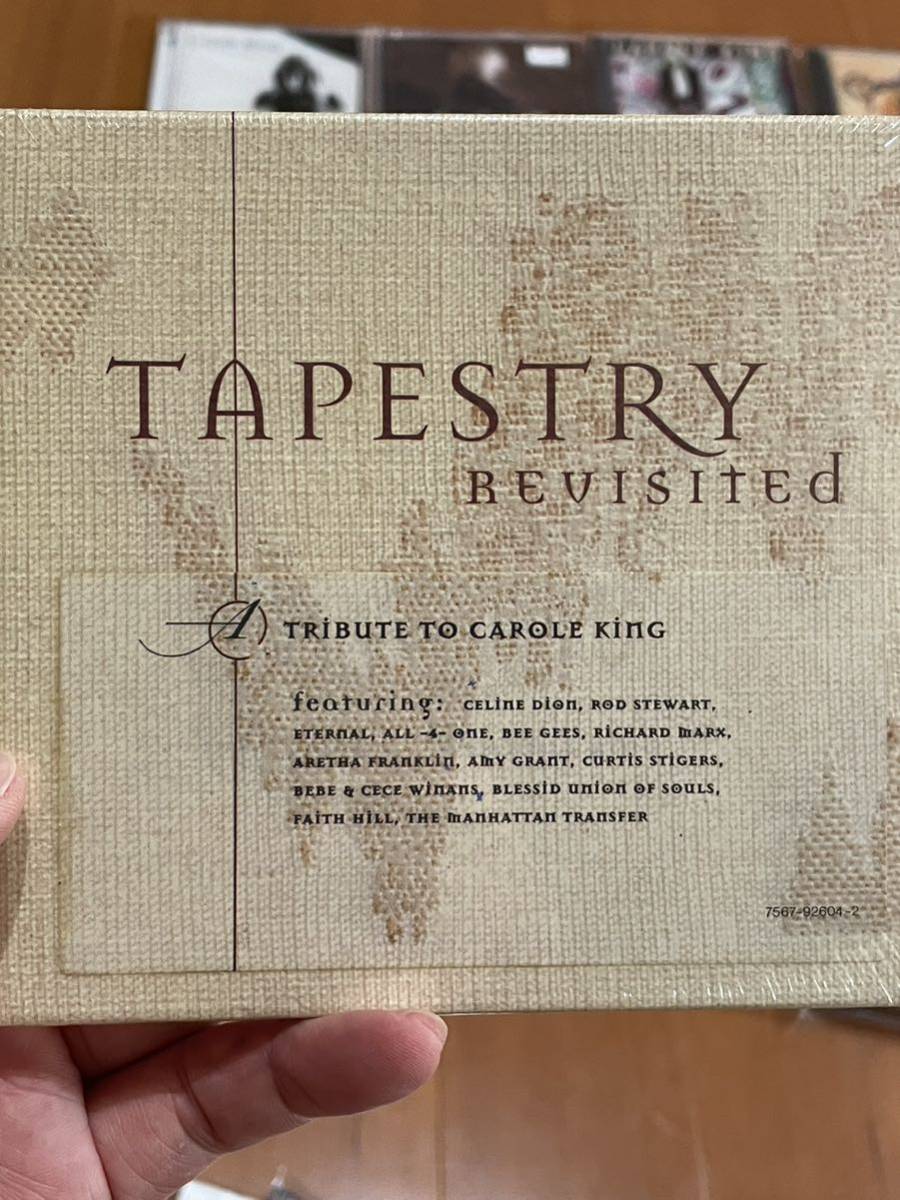 TAPESTRY
REVISITED
A TRIBUTE TO CAROLE KING
featuring: CELINE DION, ROD STEWART,
ETERNAL, ALL -4- ONE, BEE GEES, RICHARD MARX,
ARETHA FRANKLIN, AMY GRANT, CURTIS STIGERS,
BEBE & CECE WINANS, BLESSID UNION OF SOULS,
FAITH HILL, THE MANHATTAN TRANSFER
7567-92604-2